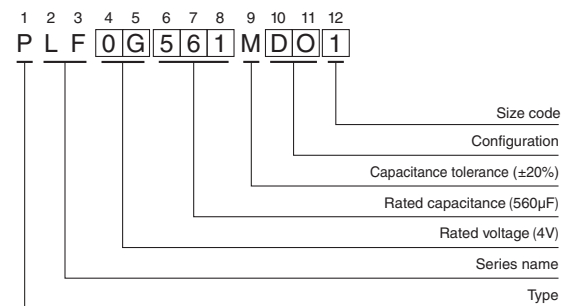 1 2 3 4 5 6 7 8 9 10 11 12
P L F 0 G 5 6 1 M D O 1
Size code
Configuration
Capacitance tolerance (±20%)
Rated capacitance (560µF)
Rated voltage (4V)
Series name
Type